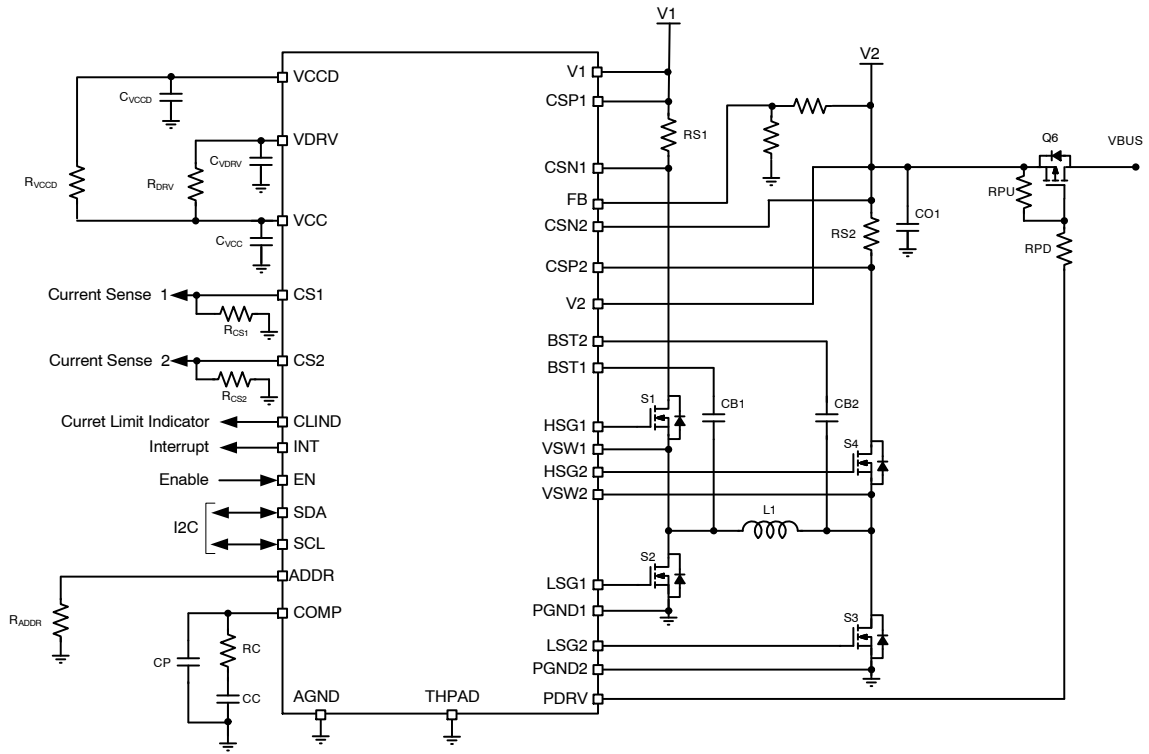 V1
V2
VCCD
CVCCD
VDRV
CVDRV
RVCCD
RDRV
VCC
CVCC
Current Sense 1
CS1
RCS1
Current Sense 2
CS2
RCS2
Curret Limit Indicator
CLIND
Interrupt
INT
Enable
EN
I2C
SDA
SCL
ADDR
RADDR
COMP
CP
RC
CC
AGND
THPAD
V1
CSP1
CSN1
FB
CSN2
CSP2
V2
BST2
BST1
HSG1
VSW1
HSG2
VSW2
LSG1
PGND1
LSG2
PGND2
PDRV
RS1
RS2
CO1
Q6
VBUS
RPU
RPD
S1
CB1
CB2
S4
L1
S2
S3